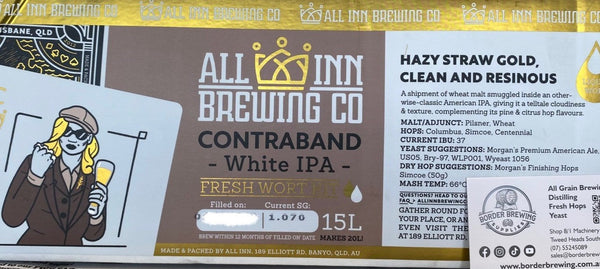 ALL INN BREWING CO ALL INN BREWING CO ALL INN BREWING CO
SBANE, QLD
ALL INN
BREWING CO
CONTRABAND
- White IPA -
FRESH WORT
Filled on:
Current SG:
1.070
15L
MAKES 20L!
BREW WITHIN 12 MONTHS OF FILLED ON DATE
MADE & PACKED BY ALL INN. 189 ELLIOTT RD, BANYO, QLD, AU
HAZY STRAW GOLD,
CLEAN AND RESINOUS
A shipment of wheat malt smuggled inside an other-
wise-classic American IPA, giving it a telltale cloudiness
& texture, complementing its pine & citrus hop flavours.
MALT/ADJUNCT: Pilsner, Wheat
HOPS: Columbus, Simcoe, Centennial
CURRENT IBU: 37
YEAST SUGGESTIONS: Morgan's Premium American Ale,
US05, Bry-97, WLP001, Wyeast 1056
DRY HOP SUGGESTIONS: Morgan's Finishing Hops
Simcoe (50g)
MASH TEMP: 66°C
QUESTIONS? HEAD TO O
FAQ > ALLINNBREWINGC
GATHER ROUND F
YOUR PLACE, OR
EVEN VISIT THE
AT 189 ELLIOTT RD,
BORDER BREWING
SUPPLIES
All Grain Brewi
Distilling
Fresh Hops
Yeast
Shop 8/1 Machinery
Tweed Heads South
(07) 55245089
sales@borderbrewi
www.borderbrewing.com.a